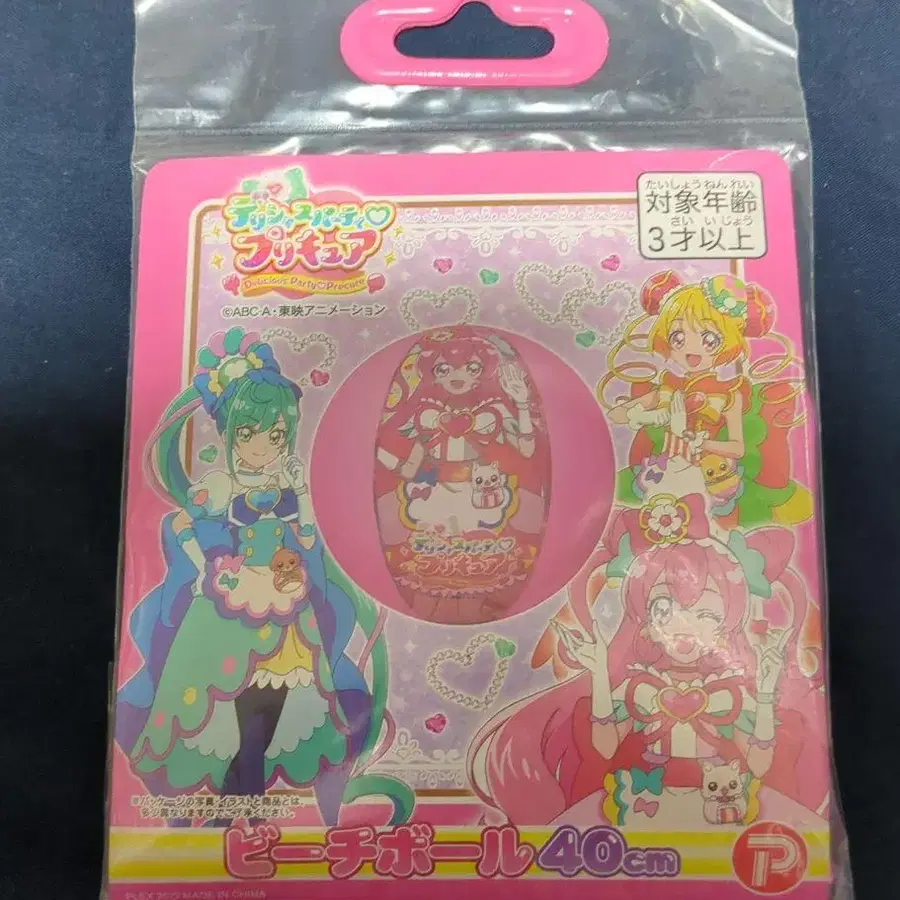 デリシャスパーティ♡
プリキュア
Delicious Party♡Precure
©ABC-A・東映アニメーション
たいしょうねんれい
対象年齢
さいいじょう
3才以上
デリシャスパーティ♡
プリキュア
※パッケージの写真・イラストと商品とは、
多少異なりますのでご了承ください。
ビーチボール40cm
P
PLEX 2022 MADE IN CHINA